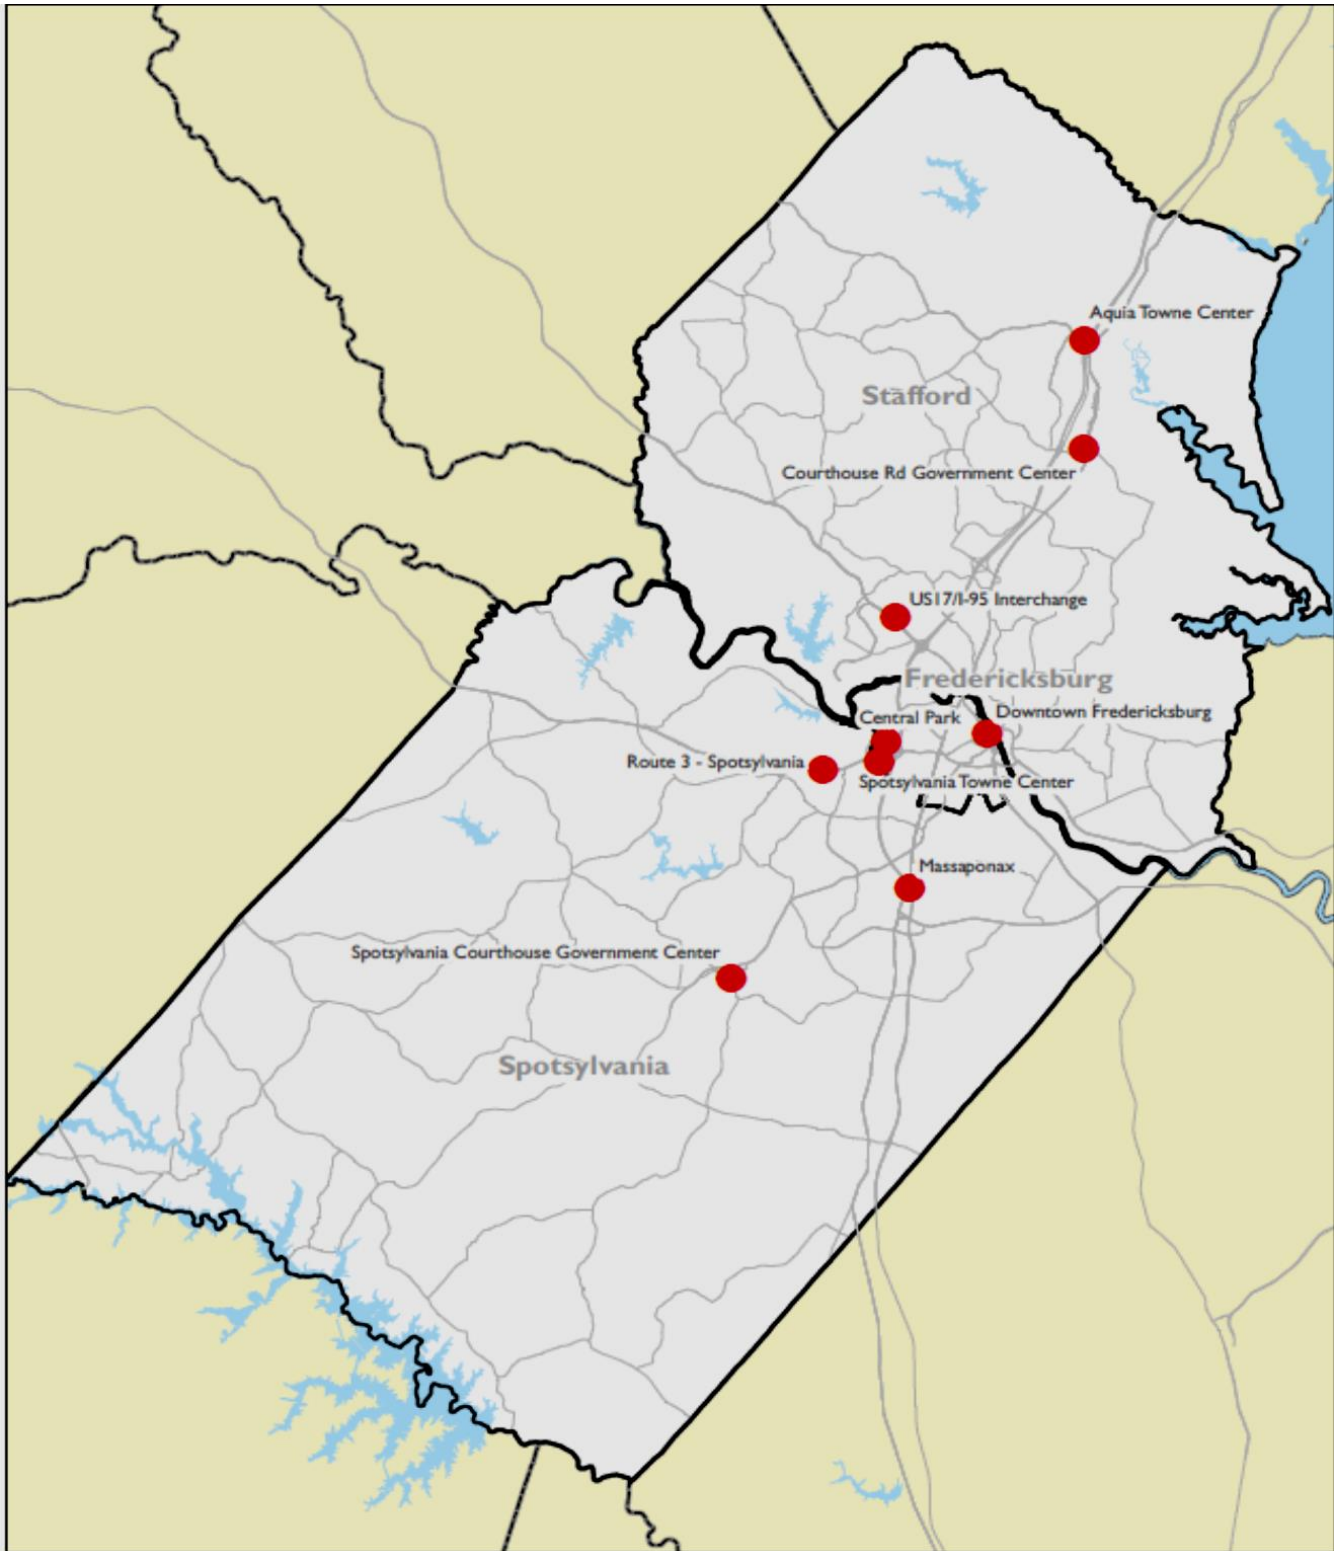 Aquia Towne Center
Stafford
Courthouse Rd Government Center
US17/I-95 Interchange
Fredericksburg
Central Park
Downtown Fredericksburg
Route 3 - Spotsylvania
Spotsylvania Towne Center
Massaponax
Spotsylvania Courthouse Government Center
Spotsylvania